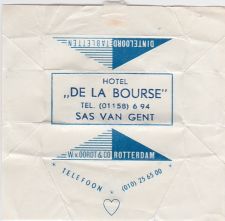 DINTELOORD TABLETTEN
HOTEL
„DE LA BOURSE"
TEL. (01158) 6 94
SAS VAN GENT
W. v. OORDT & CO ROTTERDAM
TELEFOON * (010) 25 65 00